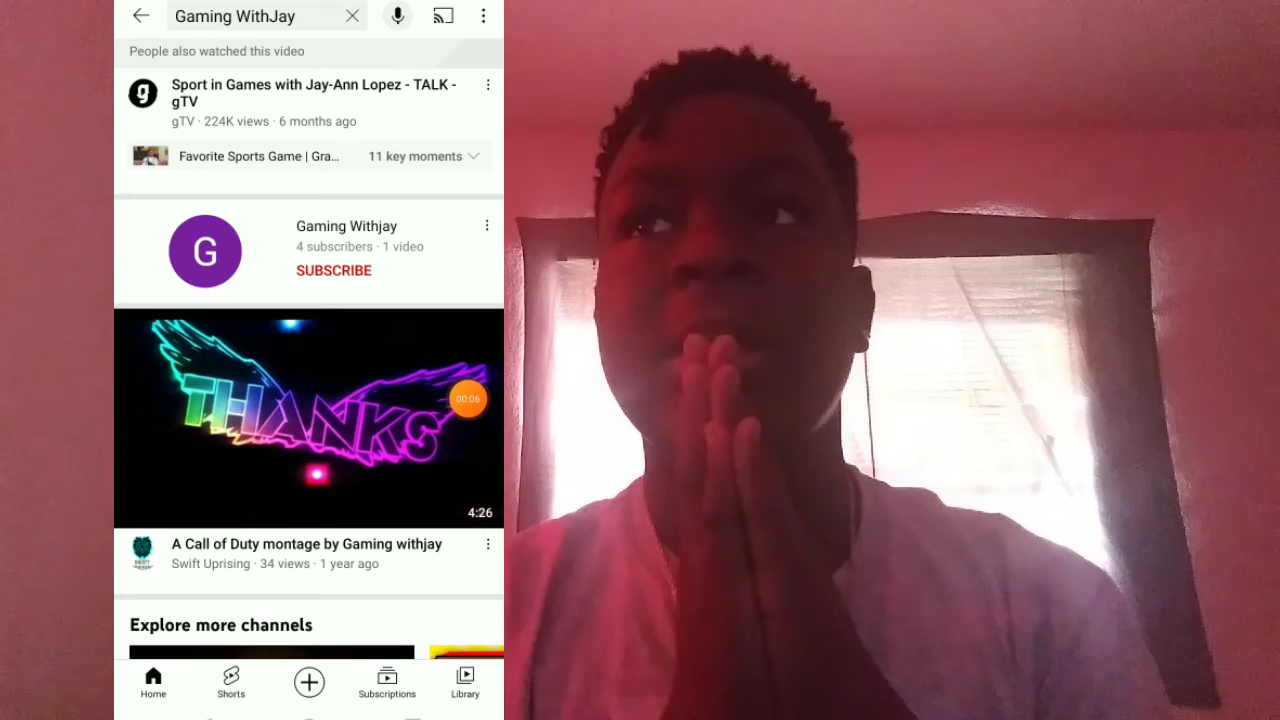 Gaming WithJay
People also watched this video
Sport in Games with Jay-Ann Lopez - TALK -
gTV
gTV · 224K views · 6 months ago
Favorite Sports Game | Gra... 11 key moments
Gaming Withjay
4 subscribers · 1 video
G
SUBSCRIBE
THANKS
00:06
4:26
A Call of Duty montage by Gaming withjay
Swift Uprising · 34 views · 1 year ago
Explore more channels
Home Shorts Subscriptions Library